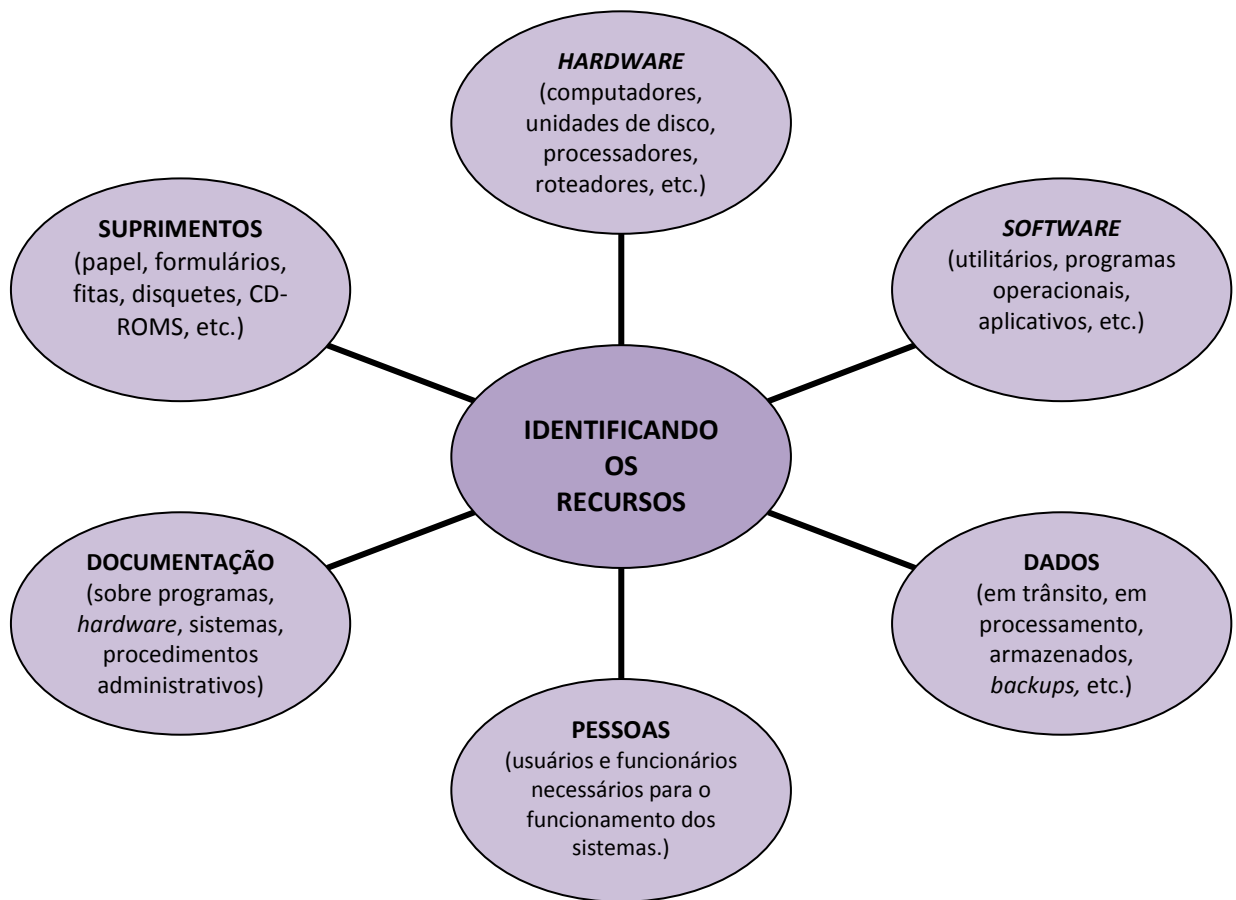 HARDWARE
(computadores,
unidades de disco,
processadores,
roteadores, etc.)
SUPRIMENTOS
(papel, formulários,
fitas, disquetes, CD-
ROMS, etc.)
SOFTWARE
(utilitários, programas
operacionais,
aplicativos, etc.)
IDENTIFICANDO
OS
RECURSOS
DOCUMENTAÇÃO
(sobre programas,
hardware, sistemas,
procedimentos
administrativos)
DADOS
(em trânsito, em
processamento,
armazenados,
backups, etc.)
PESSOAS
(usuários e funcionários
necessários para o
funcionamento dos
sistemas.)